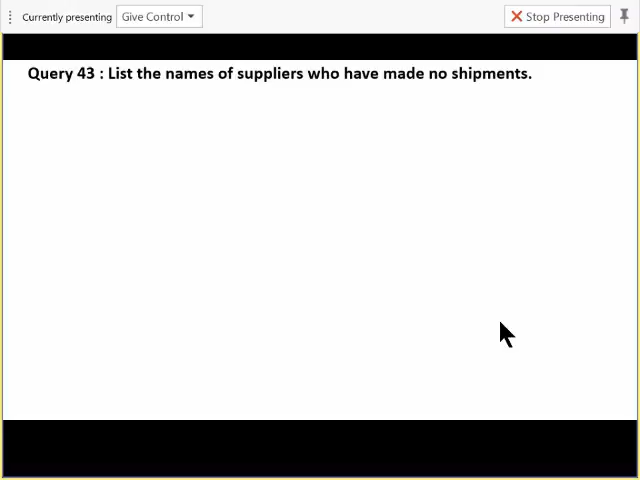 Currently presenting Give Control Stop Presenting
Query 43 : List the names of suppliers who have made no shipments.